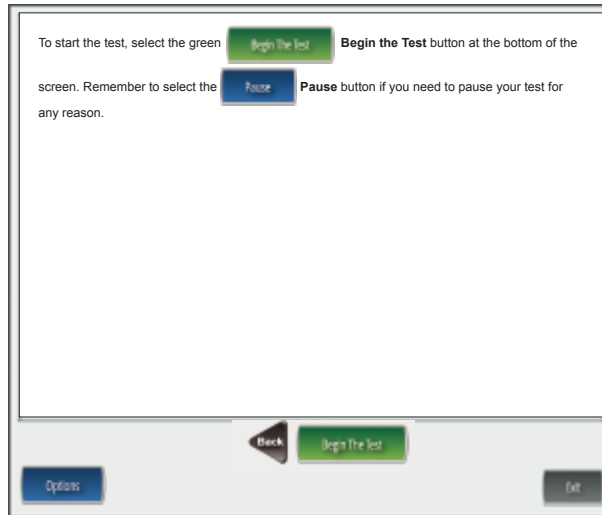 To start the test, select the green Begin The Test Begin the Test button at the bottom of the
screen. Remember to select the Pause Pause button if you need to pause your test for
any reason.
Back Begin The Test
Options Exit